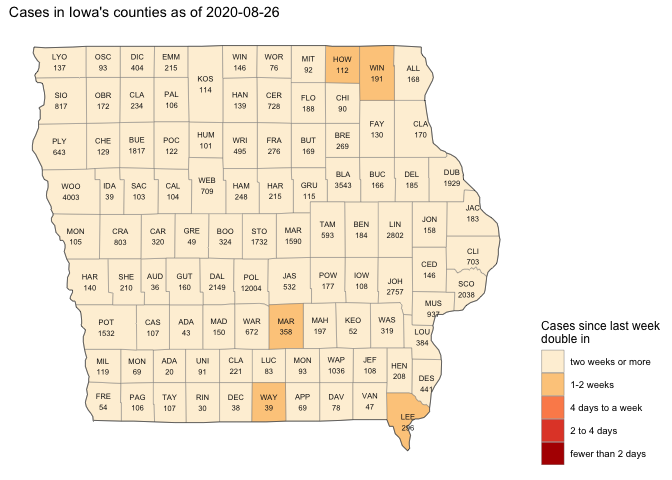 Cases in Iowa's counties as of 2020-08-26
LYO
137
OSC
93
DIC
404
EMM
215
KOS
114
WIN
146
WOR
76
MIT
92
HOW
112
WIN
191
ALL
168
SIO
817
OBR
172
CLA
234
PAL
106
HAN
139
CER
728
FLO
188
CHI
90
FAY
130
CLA
170
PLY
643
CHE
129
BUE
1817
POC
122
HUM
101
WRI
495
FRA
276
BUT
169
BRE
269
WOO
4003
IDA
39
SAC
103
CAL
104
WEB
709
HAM
248
HAR
215
GRU
115
BLA
3543
BUC
166
DEL
185
DUB
1929
MON
105
CRA
803
CAR
320
GRE
49
BOO
324
STO
1732
MAR
1590
TAM
593
BEN
184
LIN
2802
JON
158
JAC
183
CLI
703
CED
146
HAR
140
SHE
210
AUD
36
GUT
160
DAL
2149
POL
12004
JAS
532
POW
177
IOW
108
JOH
2757
SCO
2038
MUS
937
POT
1532
CAS
107
ADA
43
MAD
150
WAR
672
MAR
358
MAH
197
KEO
52
WAS
319
LOU
384
MIL
119
MON
69
ADA
20
UNI
91
CLA
221
LUC
83
MON
93
WAP
1036
JEF
108
HEN
208
DES
441
FRE
54
PAG
106
TAY
107
RIN
30
DEC
38
WAY
39
APP
69
DAV
78
VAN
47
LEE
296
Cases since last week
double in
two weeks or more
1-2 weeks
4 days to a week
2 to 4 days
fewer than 2 days